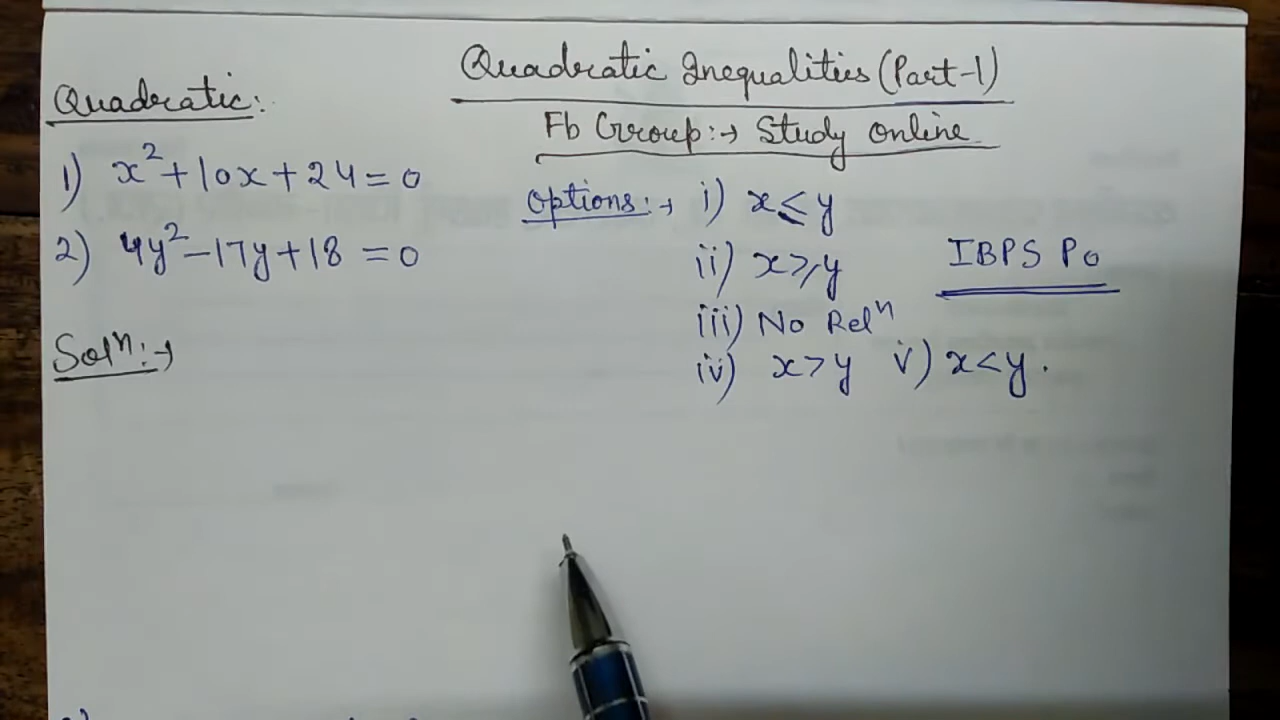 Quadratic Inequalities (Part-1)
Fb Group:→ Study Online
Quadratic:
1) x²+10x+24=0
2) 4y²-17y+18=0
Solⁿ:→
Options:→ i) x≤y
ii) x≥y
iii) No Relⁿ
iv) x>y v) x<y.
IBPS PO